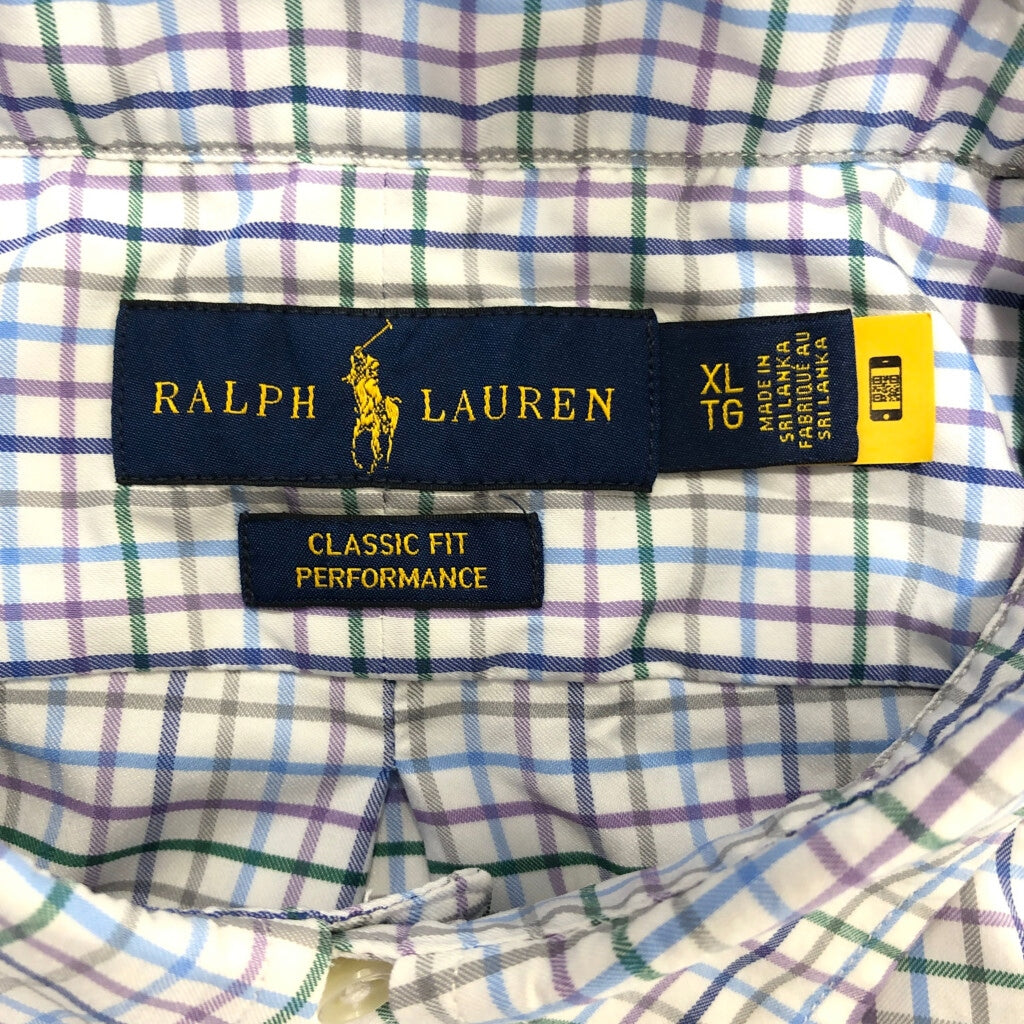 RALPH LAUREN
XL
TG
MADE IN
SRI LANKA
FABRIQUÉ AU
SRI LANKA
CLASSIC FIT
PERFORMANCE